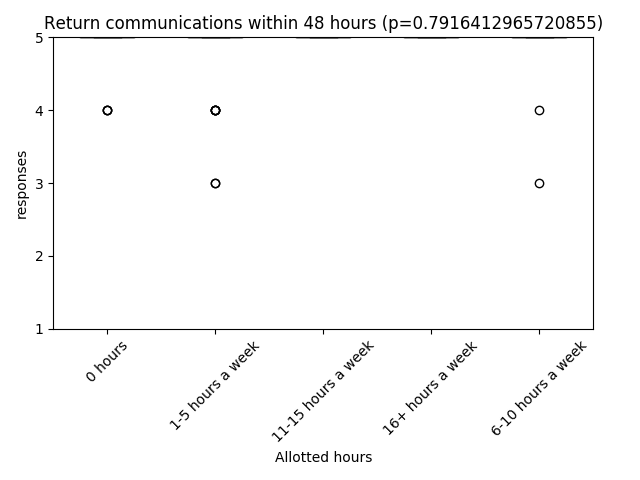 Return communications within 48 hours (p=0.7916412965720855)
5
4
3
2
1
responses
0 hours
1-5 hours a week
11-15 hours a week
16+ hours a week
6-10 hours a week
Allotted hours